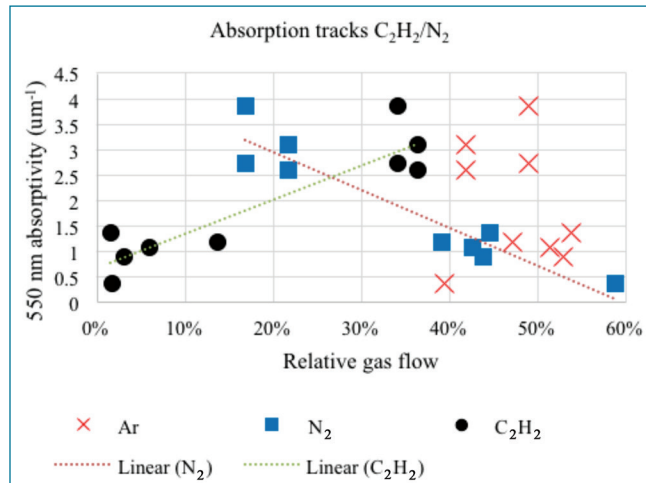 Absorption tracks C₂H₂/N₂
4.5
4
3.5
3
2.5
2
1.5
1
0.5
0
550 nm absorptivity (um⁻¹)
0% 10% 20% 30% 40% 50% 60%
Relative gas flow
Ar N₂ C₂H₂
Linear (N₂) Linear (C₂H₂)